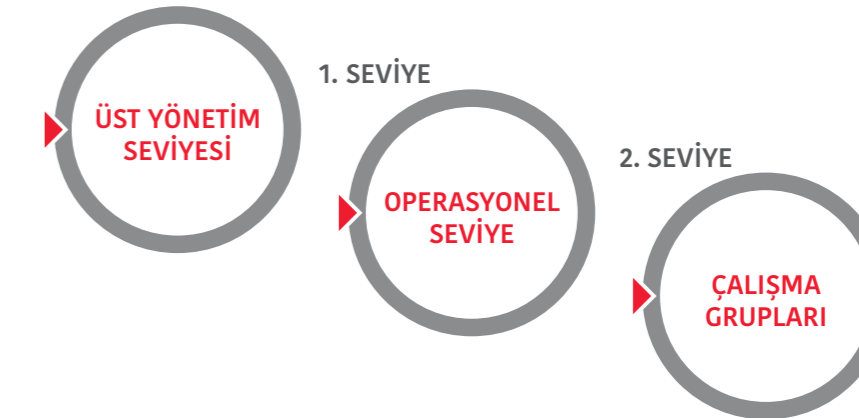 ÜST YÖNETİM
SEVİYESİ
1. SEVİYE
OPERASYONEL
SEVİYE
2. SEVİYE
ÇALIŞMA
GRUPLARI